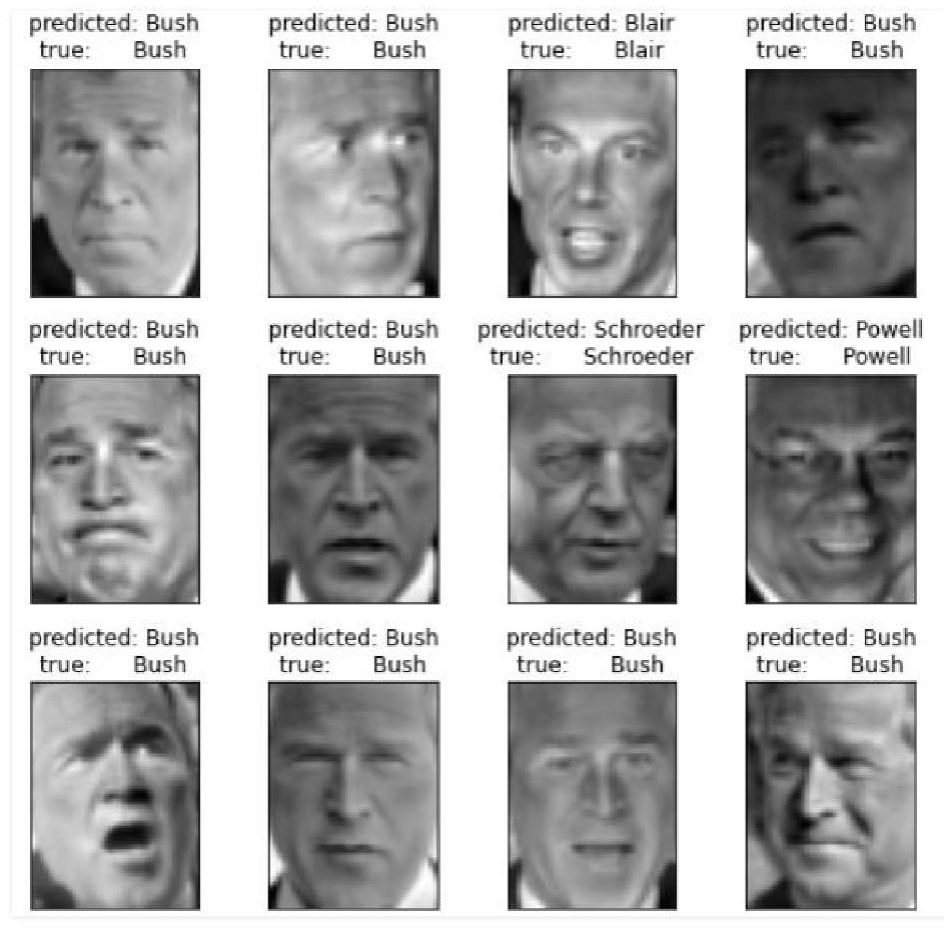 predicted: Bush predicted: Bush predicted: Blair predicted: Bush
true: Bush true: Bush true: Blair true: Bush
predicted: Bush predicted: Bush predicted: Schroeder predicted: Powell
true: Bush true: Bush true: Schroeder true: Powell
predicted: Bush predicted: Bush predicted: Bush predicted: Bush
true: Bush true: Bush true: Bush true: Bush